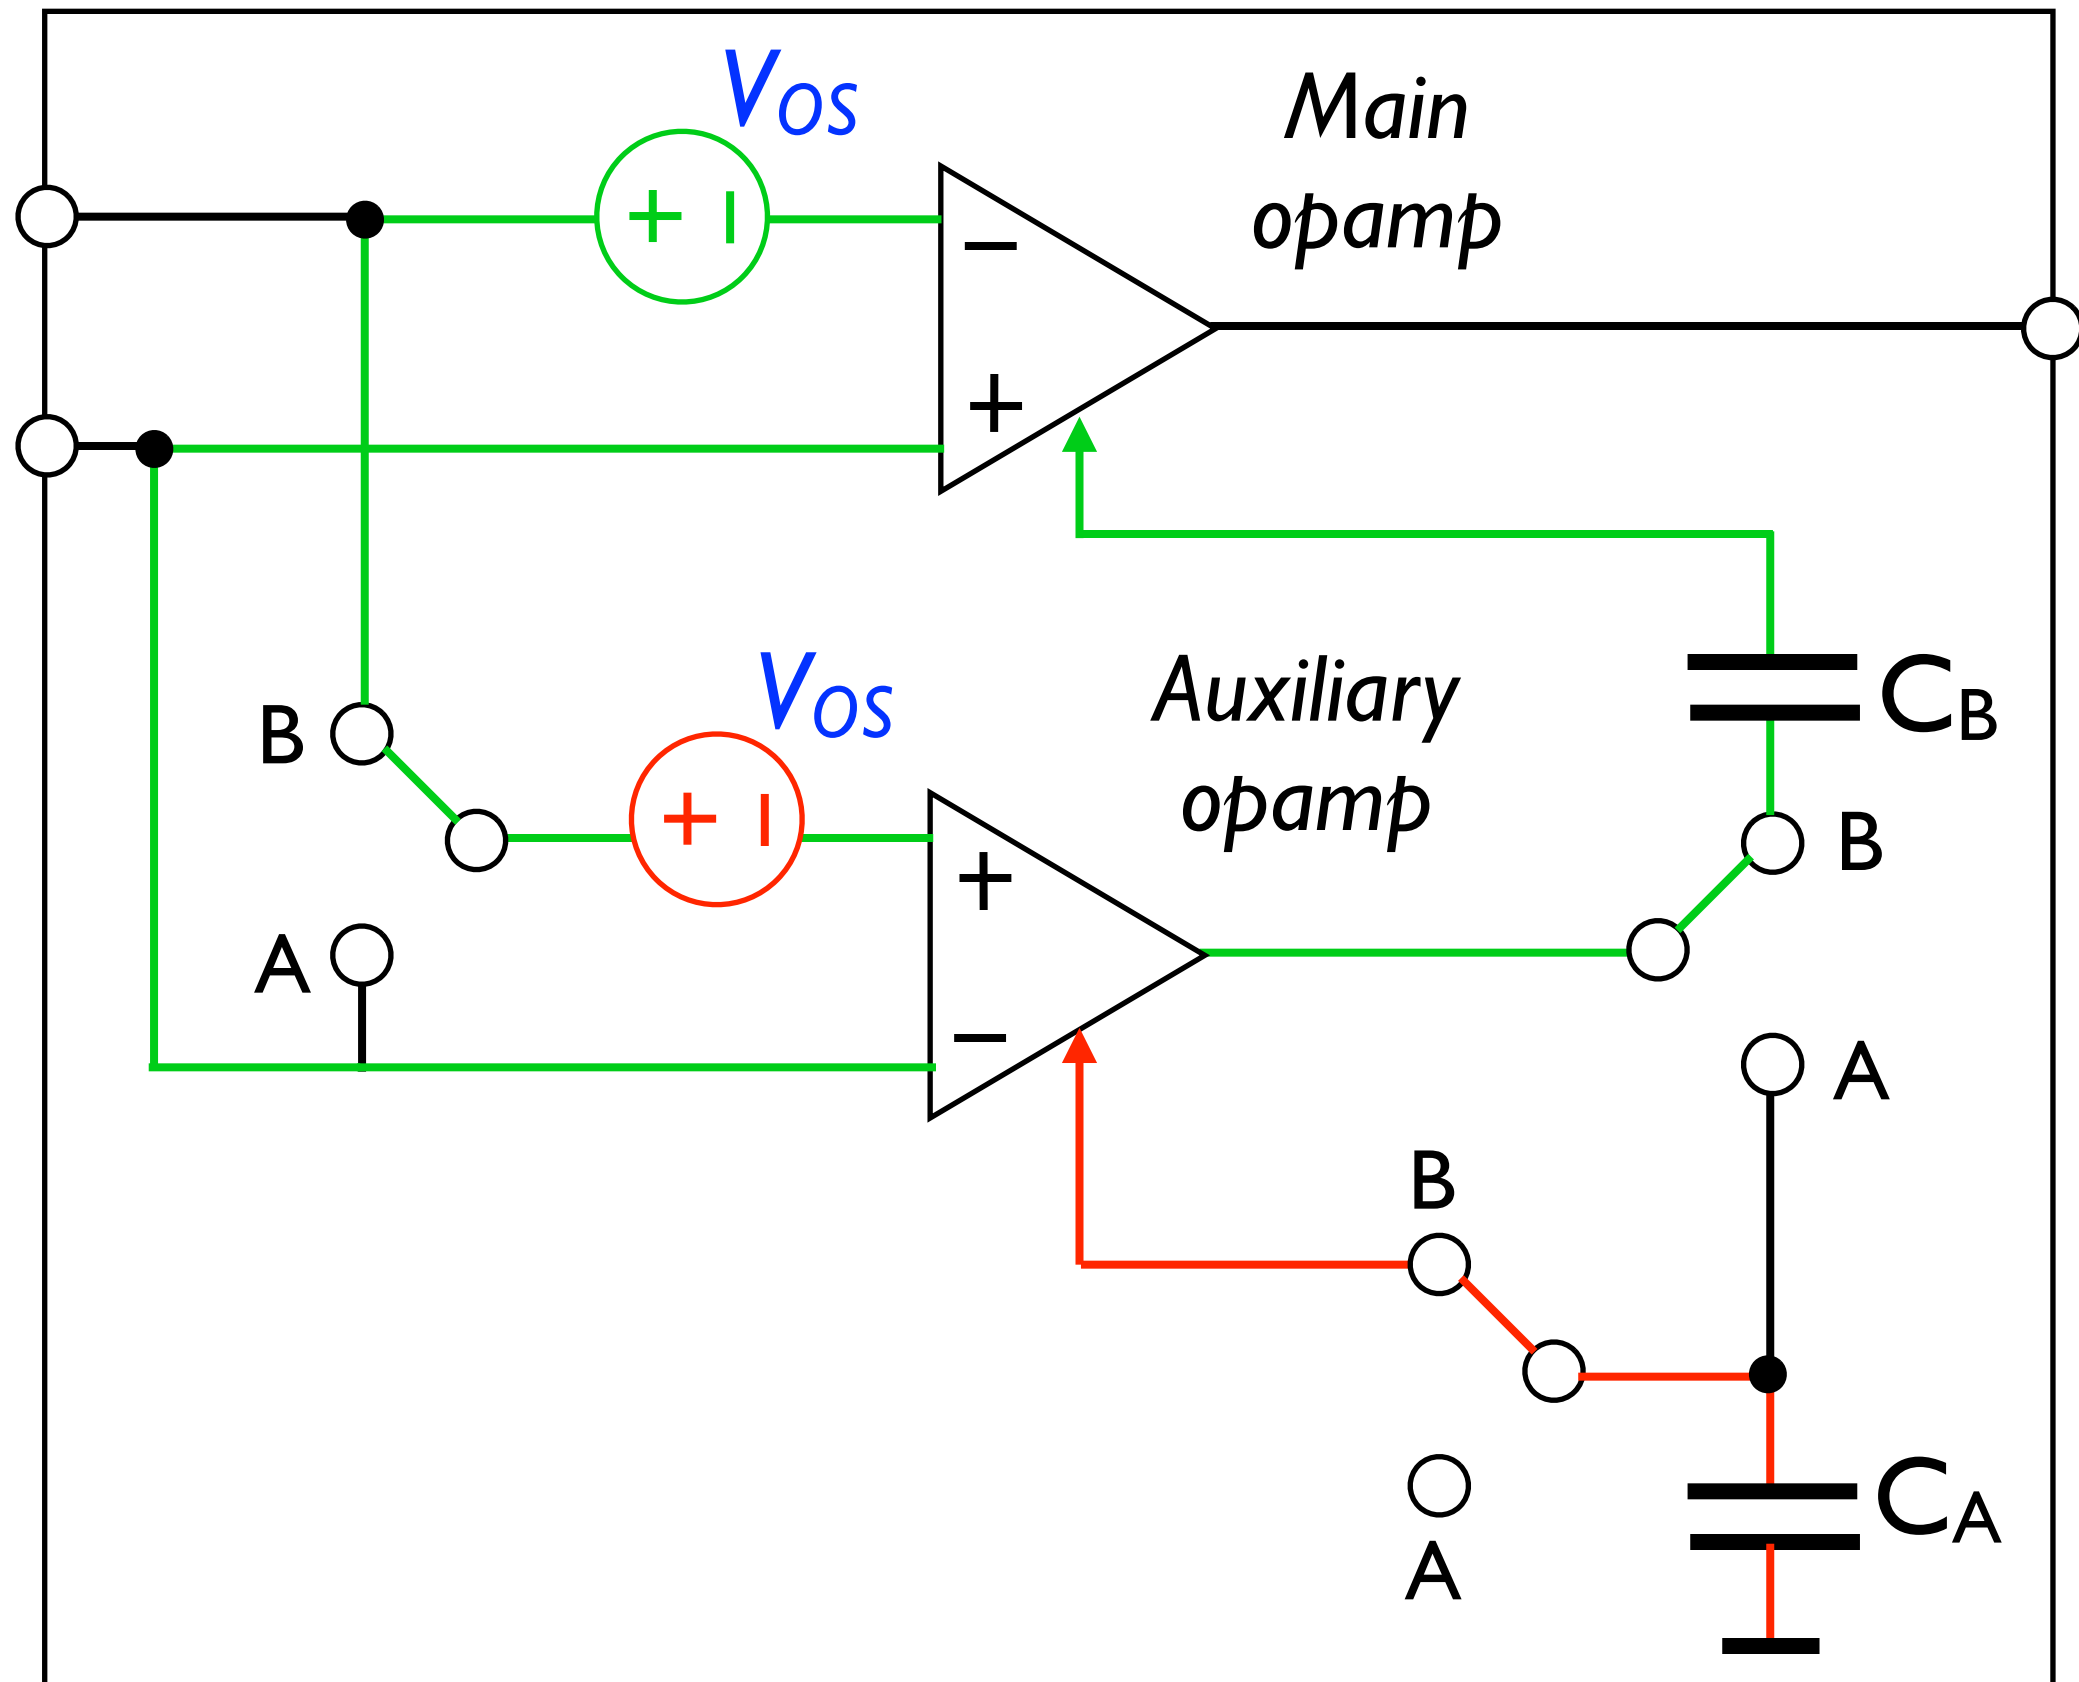 VOS
Main
opamp
+ −
−
+
VOS
Auxiliary
opamp
CB
B
B
+ −
+
A
−
A
B
CA
A